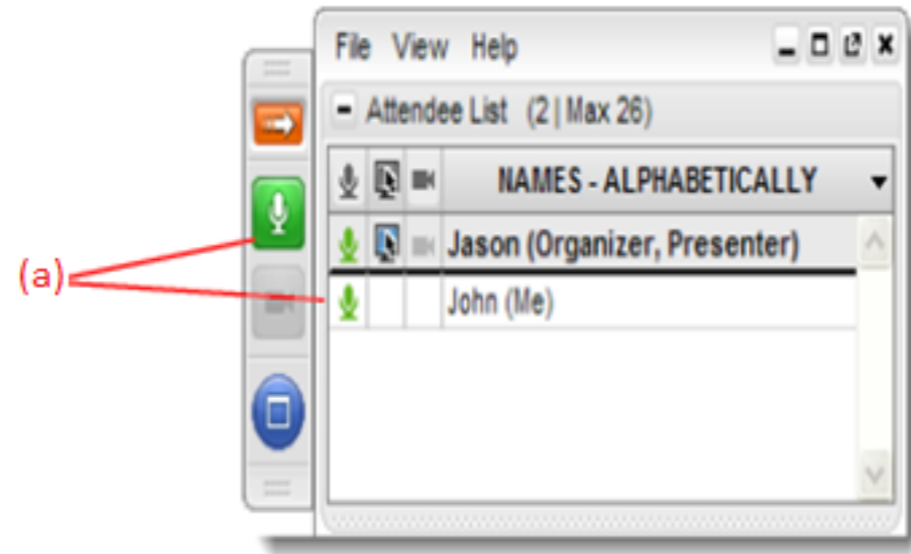 File View Help
Attendee List (2 | Max 26)
NAMES - ALPHABETICALLY
Jason (Organizer, Presenter)
(a)
John (Me)